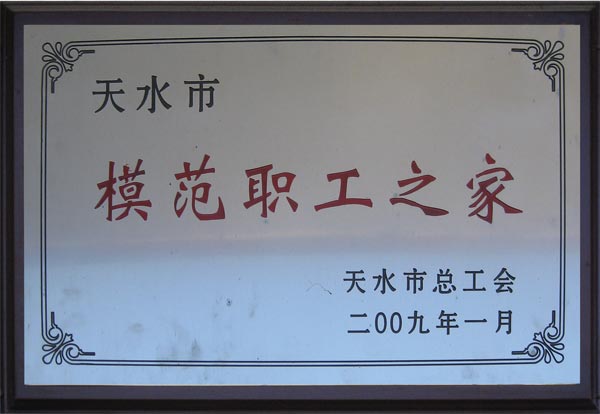 天水市
模范职工之家
天水市总工会
二00九年一月